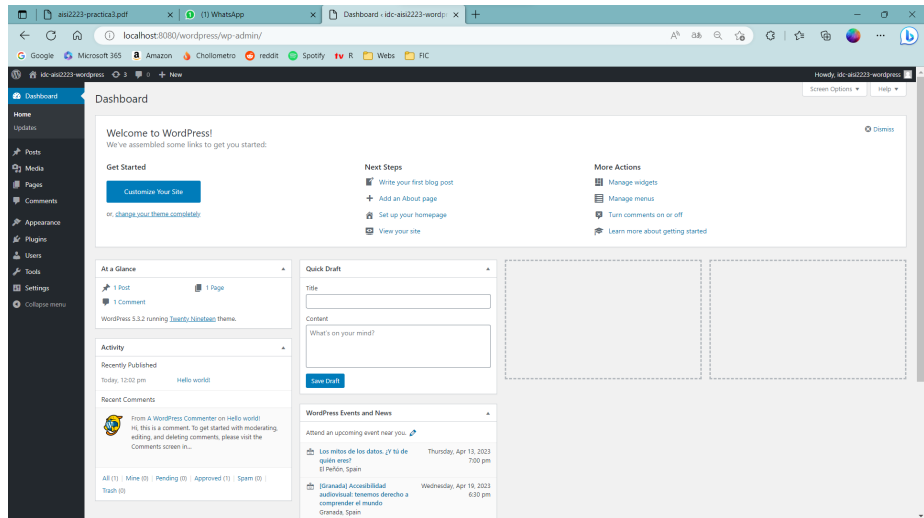 aisi2223-practica3.pdf
(1) WhatsApp
Dashboard ‹ idc-aisi2223-wordpr
localhost:8080/wordpress/wp-admin/
Google
Microsoft 365
Amazon
Chollometro
reddit
Spotify
R
Webs
FIC
idc-aisi2223-wordpress
3
0
New
Howdy, idc-aisi2223-wordpress
Dashboard
Home
Updates
Posts
Media
Pages
Comments
Appearance
Plugins
Users
Tools
Settings
Collapse menu
Screen Options
Help
Dashboard
Welcome to WordPress!
We've assembled some links to get you started:
Dismiss
Get Started
Customize Your Site
or, change your theme completely
Next Steps
Write your first blog post
Add an About page
Set up your homepage
View your site
More Actions
Manage widgets
Manage menus
Turn comments on or off
Learn more about getting started
At a Glance
1 Post
1 Page
1 Comment
WordPress 5.3.2 running Twenty Nineteen theme.
Activity
Recently Published
Today, 12:02 pm
Hello world!
Recent Comments
From A WordPress Commenter on Hello world!
Hi, this is a comment. To get started with moderating,
editing, and deleting comments, please visit the
Comments screen in...
All (1) | Mine (0) | Pending (0) | Approved (1) | Spam (0) |
Trash (0)
Quick Draft
Title
Content
What's on your mind?
Save Draft
WordPress Events and News
Attend an upcoming event near you.
Los mitos de los datos. ¿Y tú de
quién eres?
El Peñón, Spain
Thursday, Apr 13, 2023
7:00 pm
[Granada] Accesibilidad
audiovisual: tenemos derecho a
comprender el mundo
Granada, Spain
Wednesday, Apr 19, 2023
6:30 pm